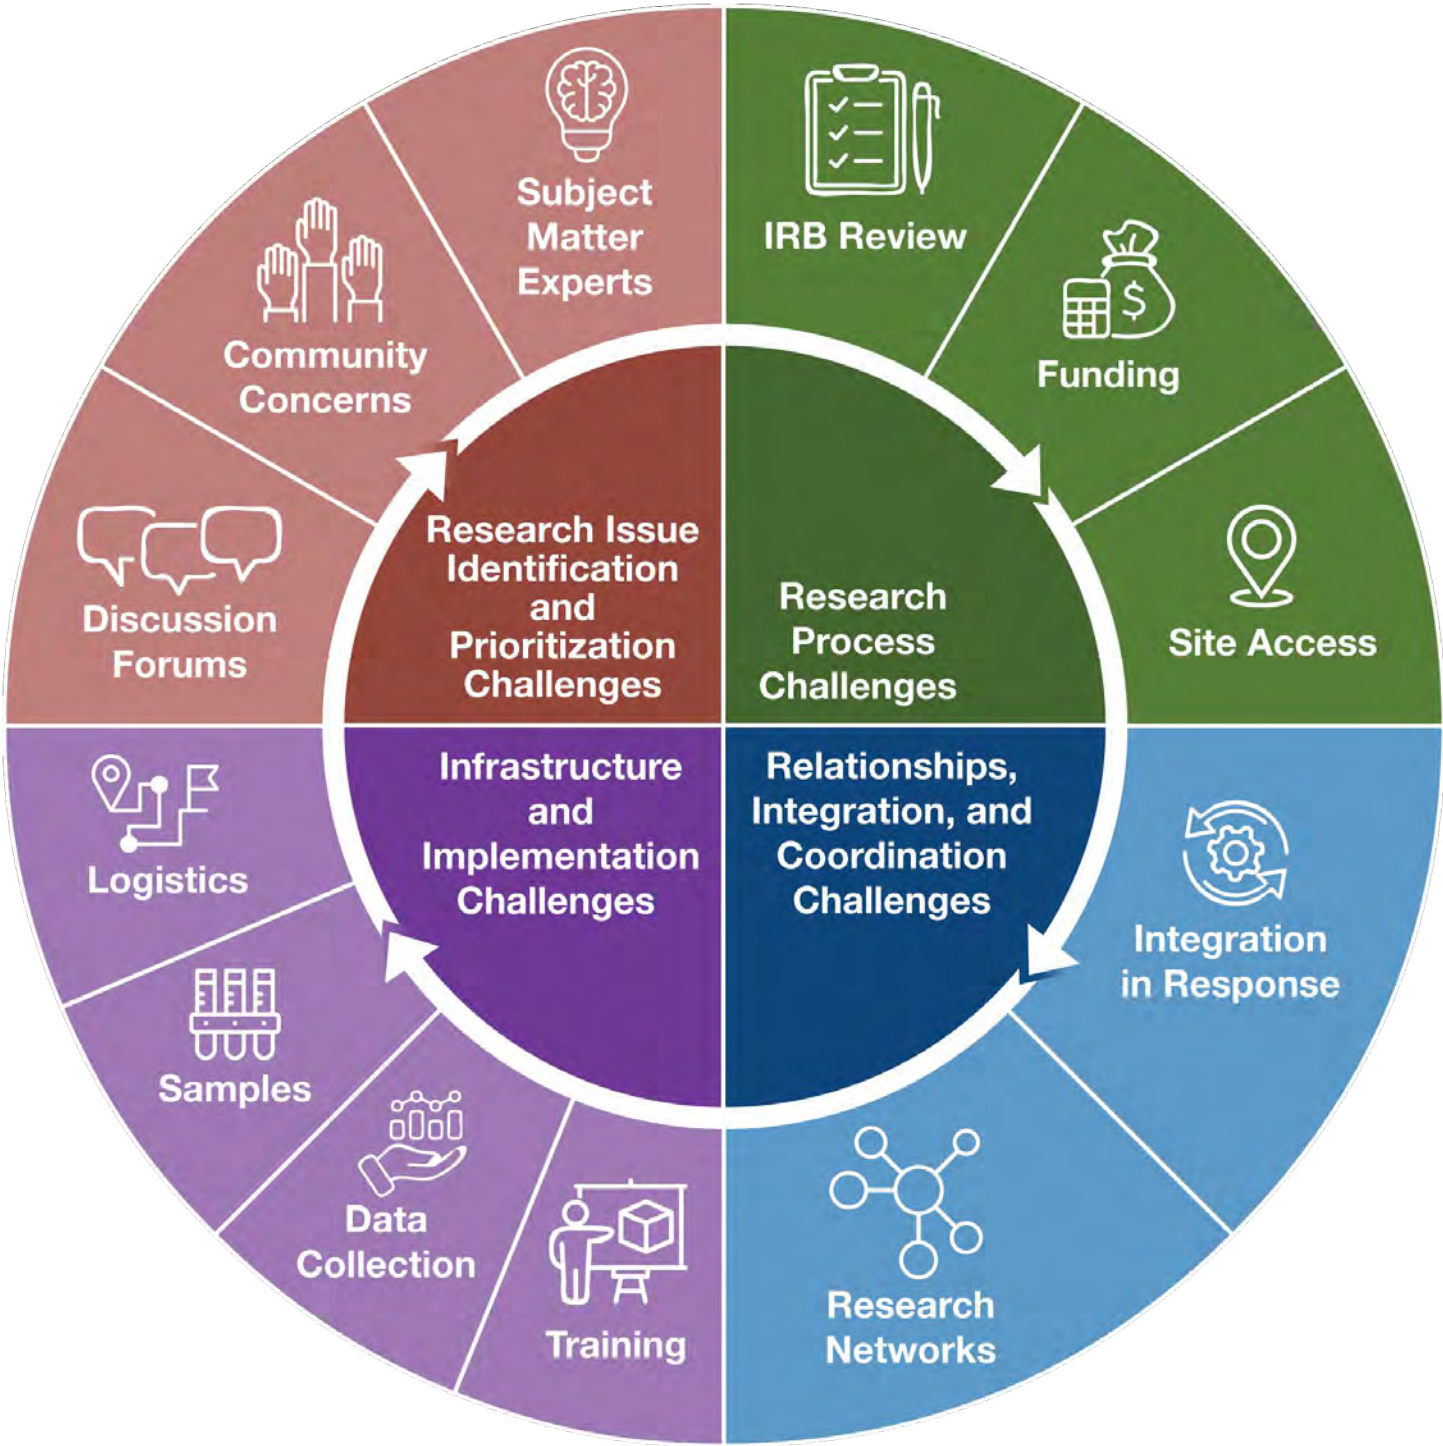 Subject
Matter
Experts
IRB Review
Community
Concerns
Funding
Discussion
Forums
Site Access
Research Issue
Identification
and
Prioritization
Challenges
Research
Process
Challenges
Infrastructure
and
Implementation
Challenges
Relationships,
Integration, and
Coordination
Challenges
Logistics
Integration
in Response
Samples
Data
Collection
Training
Research
Networks
$